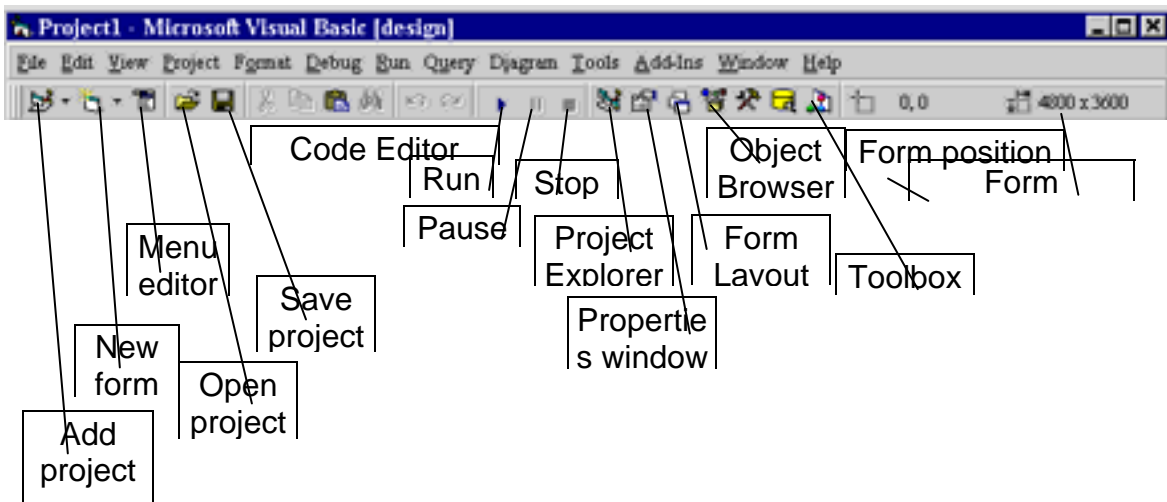 Project1 - Microsoft Visual Basic [design]
File Edit View Project Format Debug Run Query Diagram Tools Add-Ins Window Help
0,0 4800 x 3600
Code Editor
Run
Stop
Object
Browser
Form position
Form
Pause
Menu
editor
Project
Explorer
Form
Layout
Toolbox
Save
project
Propertie
s window
New
form
Open
project
Add
project